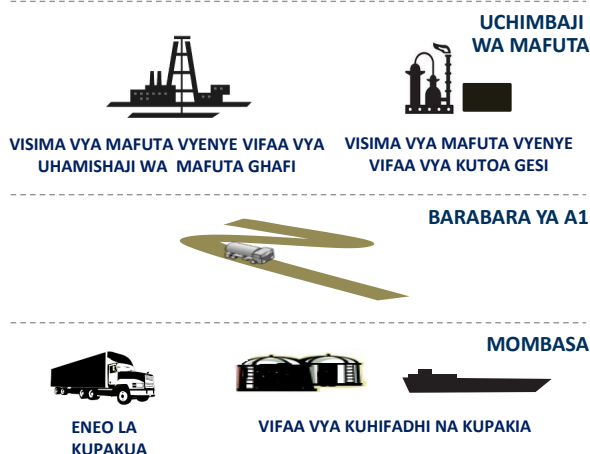 UCHIMBAJI
WA MAFUTA
VISIMA VYA MAFUTA VYENYE VIFAA VYA
UHAMISHAJI WA MAFUTA GHAFI
VISIMA VYA MAFUTA VYENYE
VIFAA VYA KUTOA GESI
BARABARA YA A1
MOMBASA
ENEO LA
KUPAKUA
VIFAA VYA KUHIFADHI NA KUPAKIA